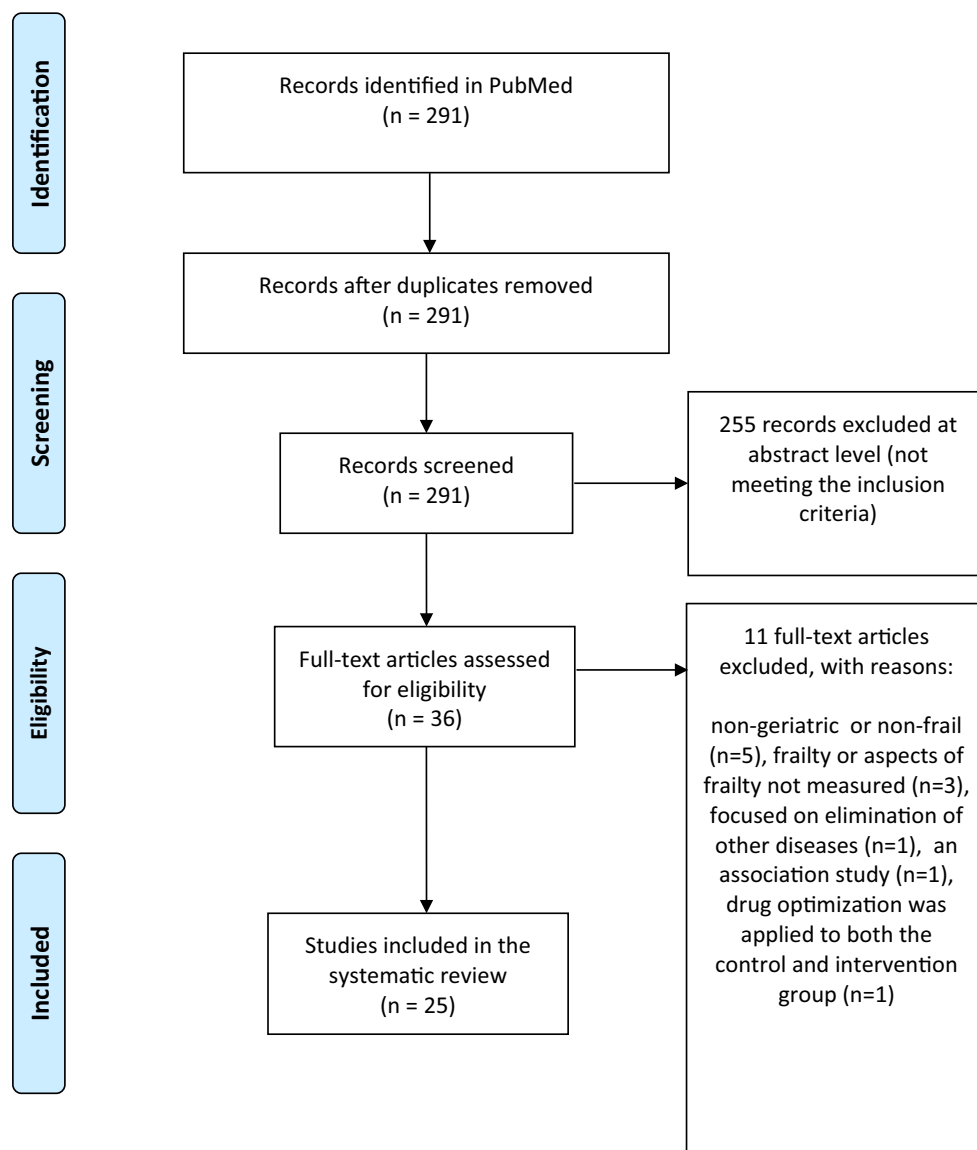 Identification
Records identified in PubMed
(n = 291)
Records after duplicates removed
(n = 291)
Screening
Records screened
(n = 291)
255 records excluded at
abstract level (not
meeting the inclusion
criteria)
Eligibility
Full-text articles assessed
for eligibility
(n = 36)
11 full-text articles
excluded, with reasons:
non-geriatric or non-frail
(n=5), frailty or aspects of
frailty not measured (n=3),
focused on elimination of
other diseases (n=1), an
association study (n=1),
drug optimization was
applied to both the
control and intervention
group (n=1)
Included
Studies included in the
systematic review
(n = 25)